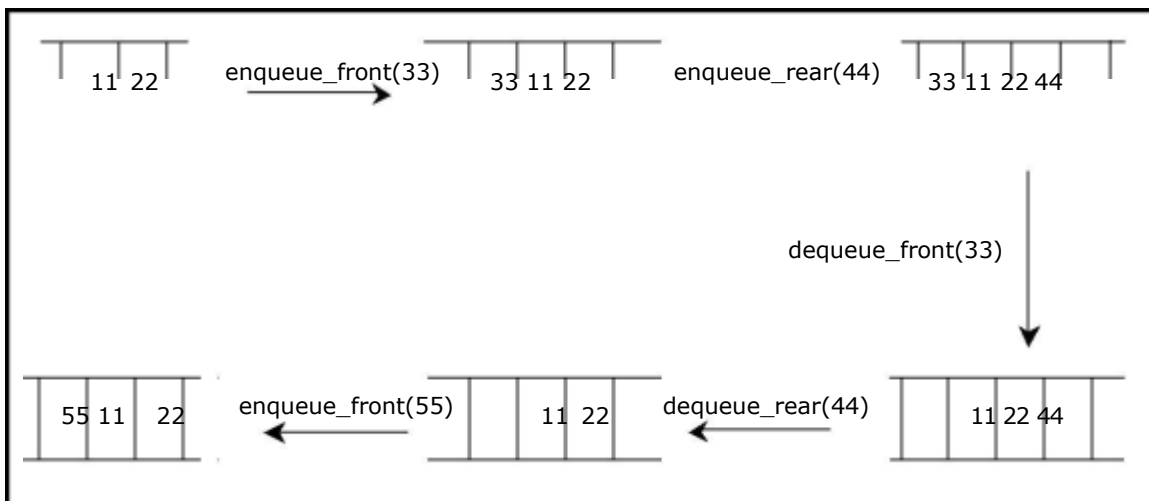 11 22
enqueue_front(33)
33 11 22
enqueue_rear(44)
33 11 22 44
dequeue_front(33)
55 11 22
enqueue_front(55)
11 22
dequeue_rear(44)
11 22 44